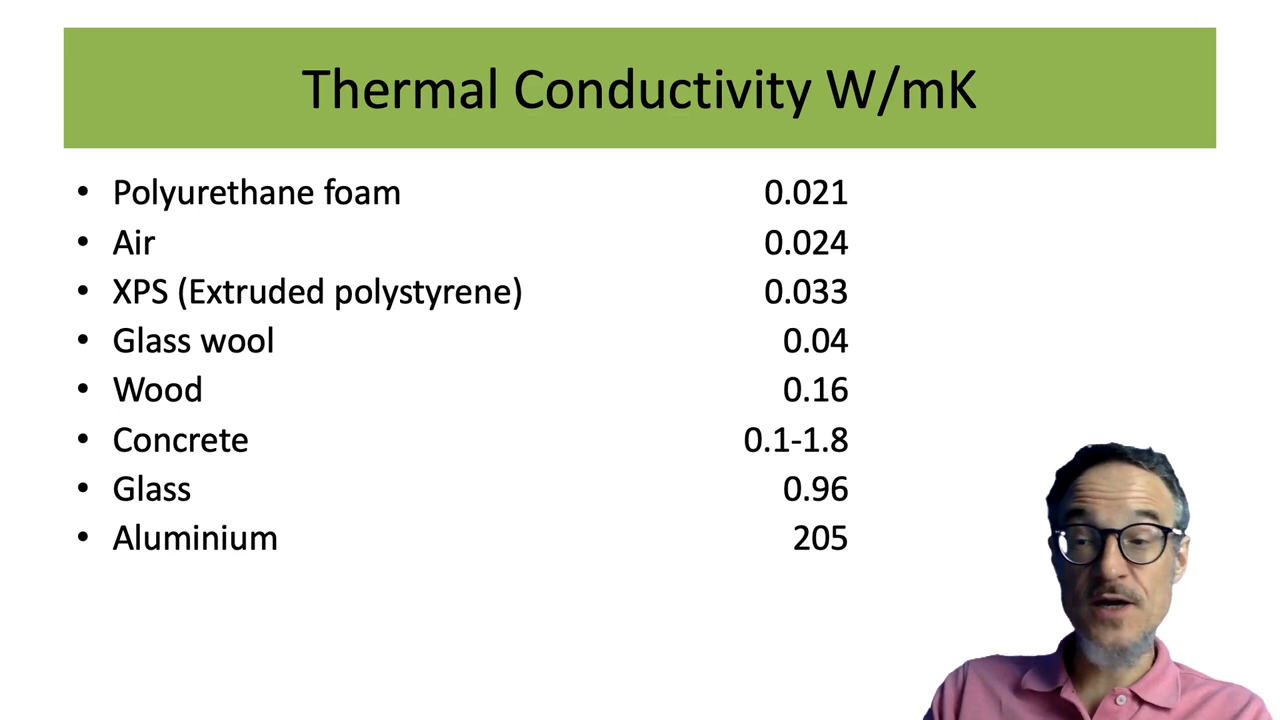 Thermal Conductivity W/mK
• Polyurethane foam 0.021
• Air 0.024
• XPS (Extruded polystyrene) 0.033
• Glass wool 0.04
• Wood 0.16
• Concrete 0.1-1.8
• Glass 0.96
• Aluminium 205